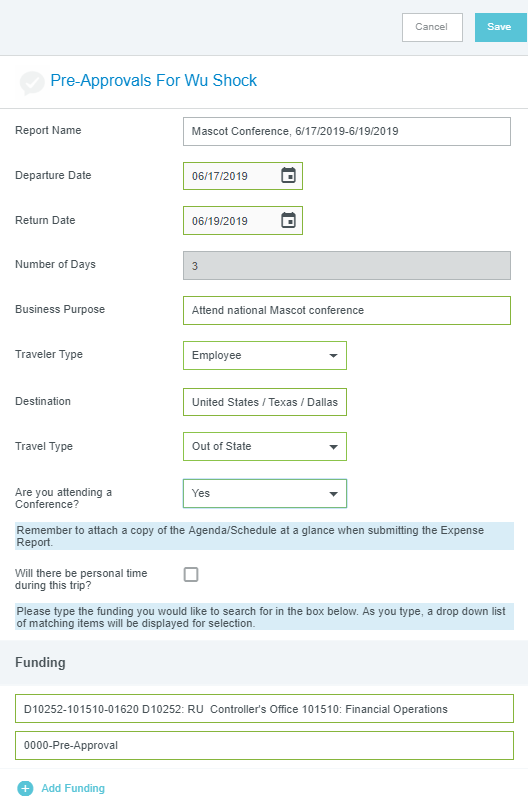 Cancel
Save
Pre-Approvals For Wu Shock
Report Name
Mascot Conference, 6/17/2019-6/19/2019
Departure Date
06/17/2019
Return Date
06/19/2019
Number of Days
3
Business Purpose
Attend national Mascot conference
Traveler Type
Employee
Destination
United States / Texas / Dallas
Travel Type
Out of State
Are you attending a
Conference?
Yes
Remember to attach a copy of the Agenda/Schedule at a glance when submitting the Expense
Report.
Will there be personal time
during this trip?
Please type the funding you would like to search for in the box below. As you type, a drop down list
of matching items will be displayed for selection.
Funding
D10252-101510-01620 D10252: RU  Controller's Office 101510: Financial Operations
0000-Pre-Approval
Add Funding